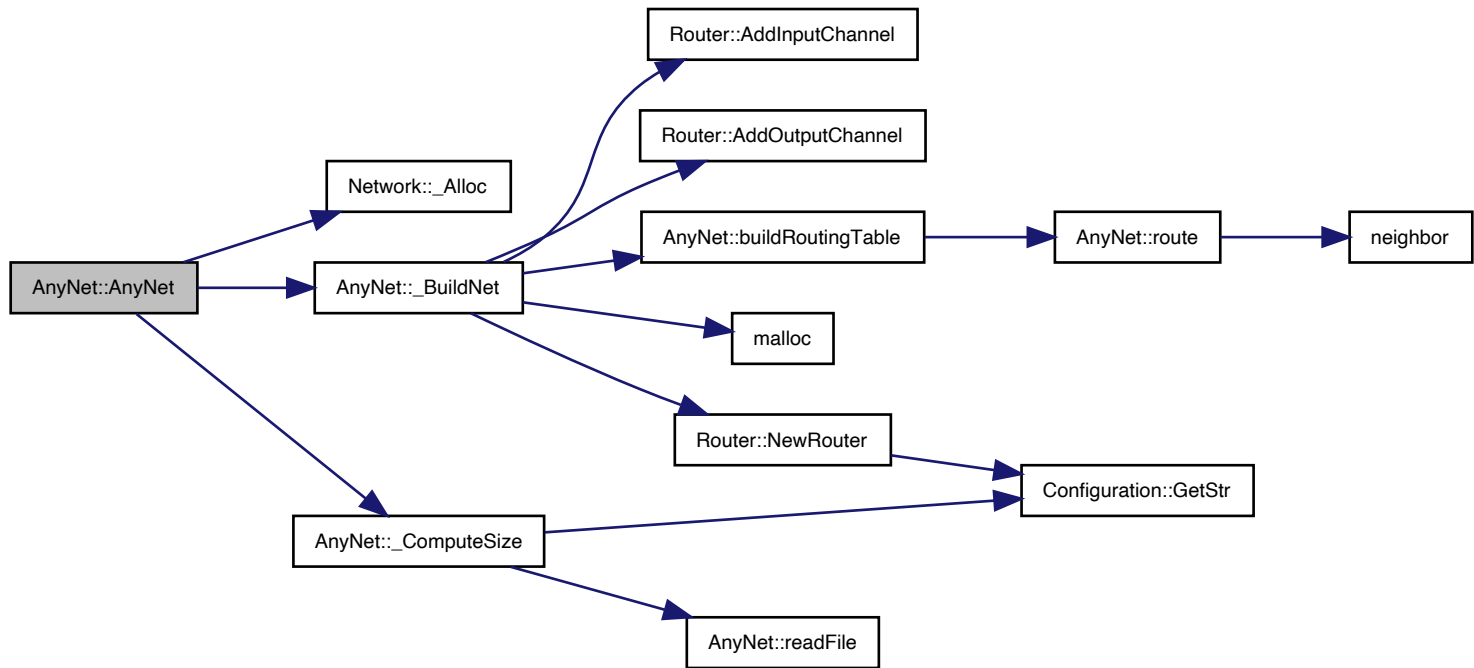 Router::AddInputChannel
Router::AddOutputChannel
Network::_Alloc
AnyNet::buildRoutingTable
AnyNet::route
neighbor
AnyNet::AnyNet
AnyNet::_BuildNet
malloc
Router::NewRouter
Configuration::GetStr
AnyNet::_ComputeSize
AnyNet::readFile